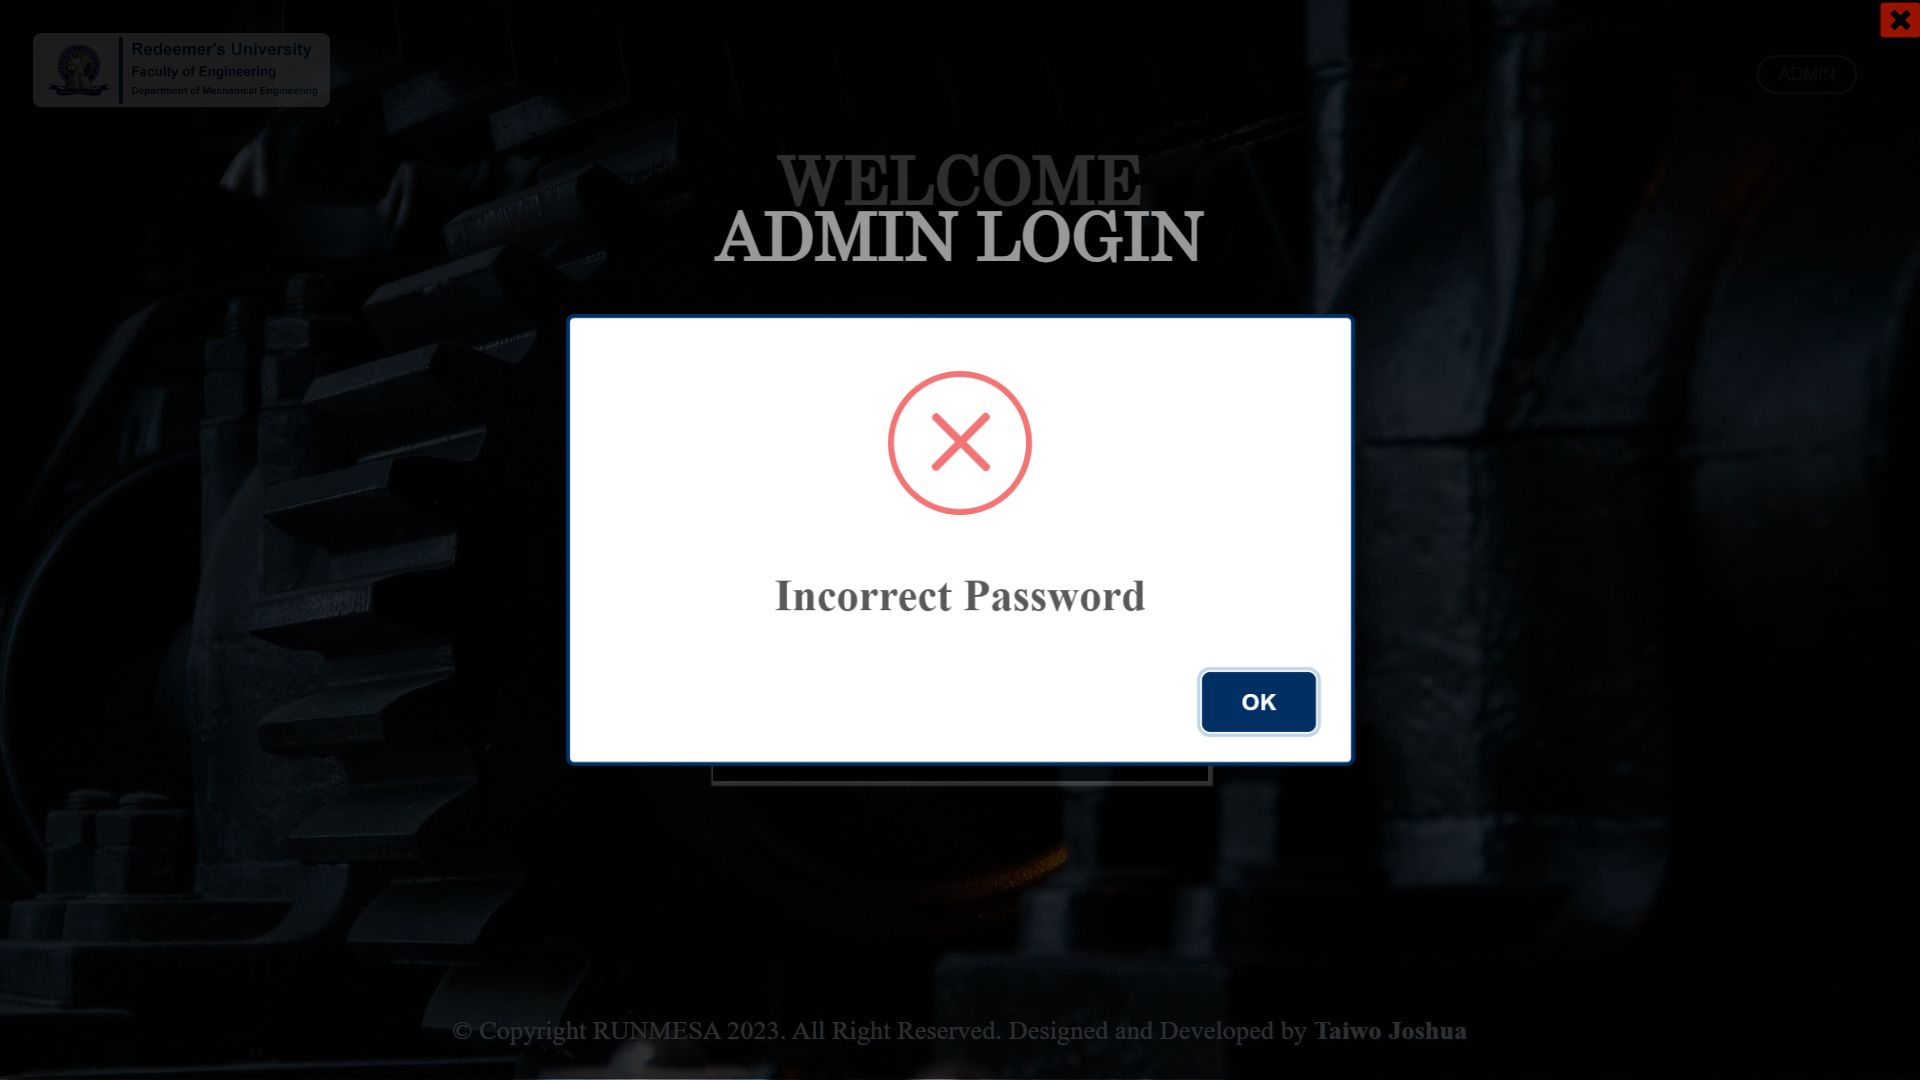 Redeemer's University
Faculty of Engineering
Department of Mechanical Engineering
ADMIN
WELCOME
ADMIN LOGIN
Incorrect Password
OK
© Copyright RUNMESA 2023. All Right Reserved. Designed and Developed by Taiwo Joshua